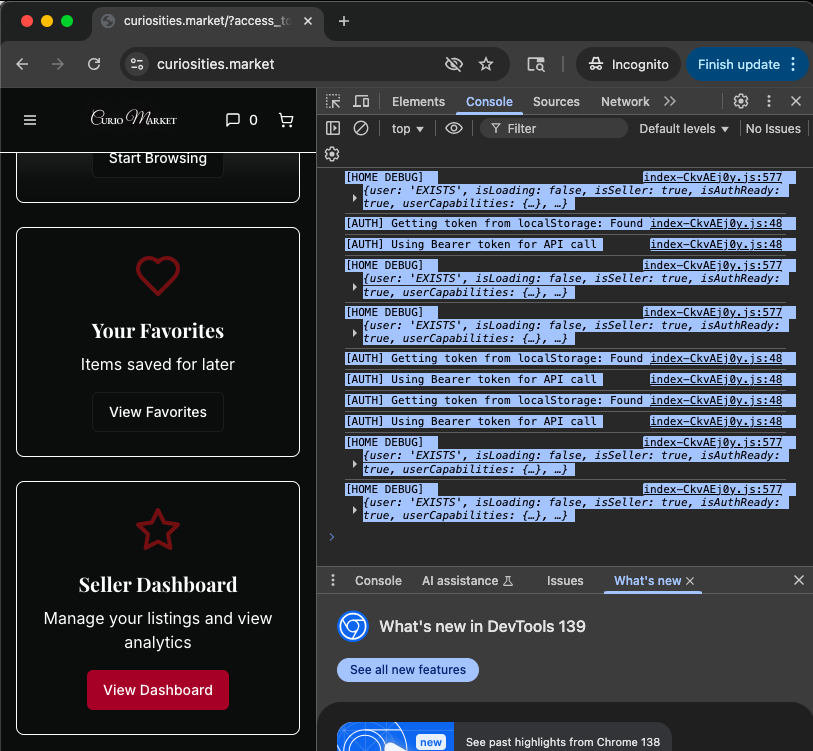 curiosities.market/?access_to
curiosities.market
Incognito
Finish update
CURIO MARKET
0
Start Browsing
Your Favorites
Items saved for later
View Favorites
Seller Dashboard
Manage your listings and view
analytics
View Dashboard
Elements
Console
Sources
Network
top
Filter
Default levels
No Issues
[HOME DEBUG] index-CkvAEj0y.js:577
{user: 'EXISTS', isLoading: false, isSeller: true, isAuthReady:
true, userCapabilities: {…}, …}
[AUTH] Getting token from localStorage: Found index-CkvAEj0y.js:48
[AUTH] Using Bearer token for API call index-CkvAEj0y.js:48
[HOME DEBUG] index-CkvAEj0y.js:577
{user: 'EXISTS', isLoading: false, isSeller: true, isAuthReady:
true, userCapabilities: {…}, …}
[HOME DEBUG] index-CkvAEj0y.js:577
{user: 'EXISTS', isLoading: false, isSeller: true, isAuthReady:
true, userCapabilities: {…}, …}
[AUTH] Getting token from localStorage: Found index-CkvAEj0y.js:48
[AUTH] Using Bearer token for API call index-CkvAEj0y.js:48
[AUTH] Getting token from localStorage: Found index-CkvAEj0y.js:48
[AUTH] Using Bearer token for API call index-CkvAEj0y.js:48
[HOME DEBUG] index-CkvAEj0y.js:577
{user: 'EXISTS', isLoading: false, isSeller: true, isAuthReady:
true, userCapabilities: {…}, …}
[HOME DEBUG] index-CkvAEj0y.js:577
{user: 'EXISTS', isLoading: false, isSeller: true, isAuthReady:
true, userCapabilities: {…}, …}
Console
AI assistance
Issues
What's new
What's new in DevTools 139
See all new features
new
See past highlights from Chrome 138